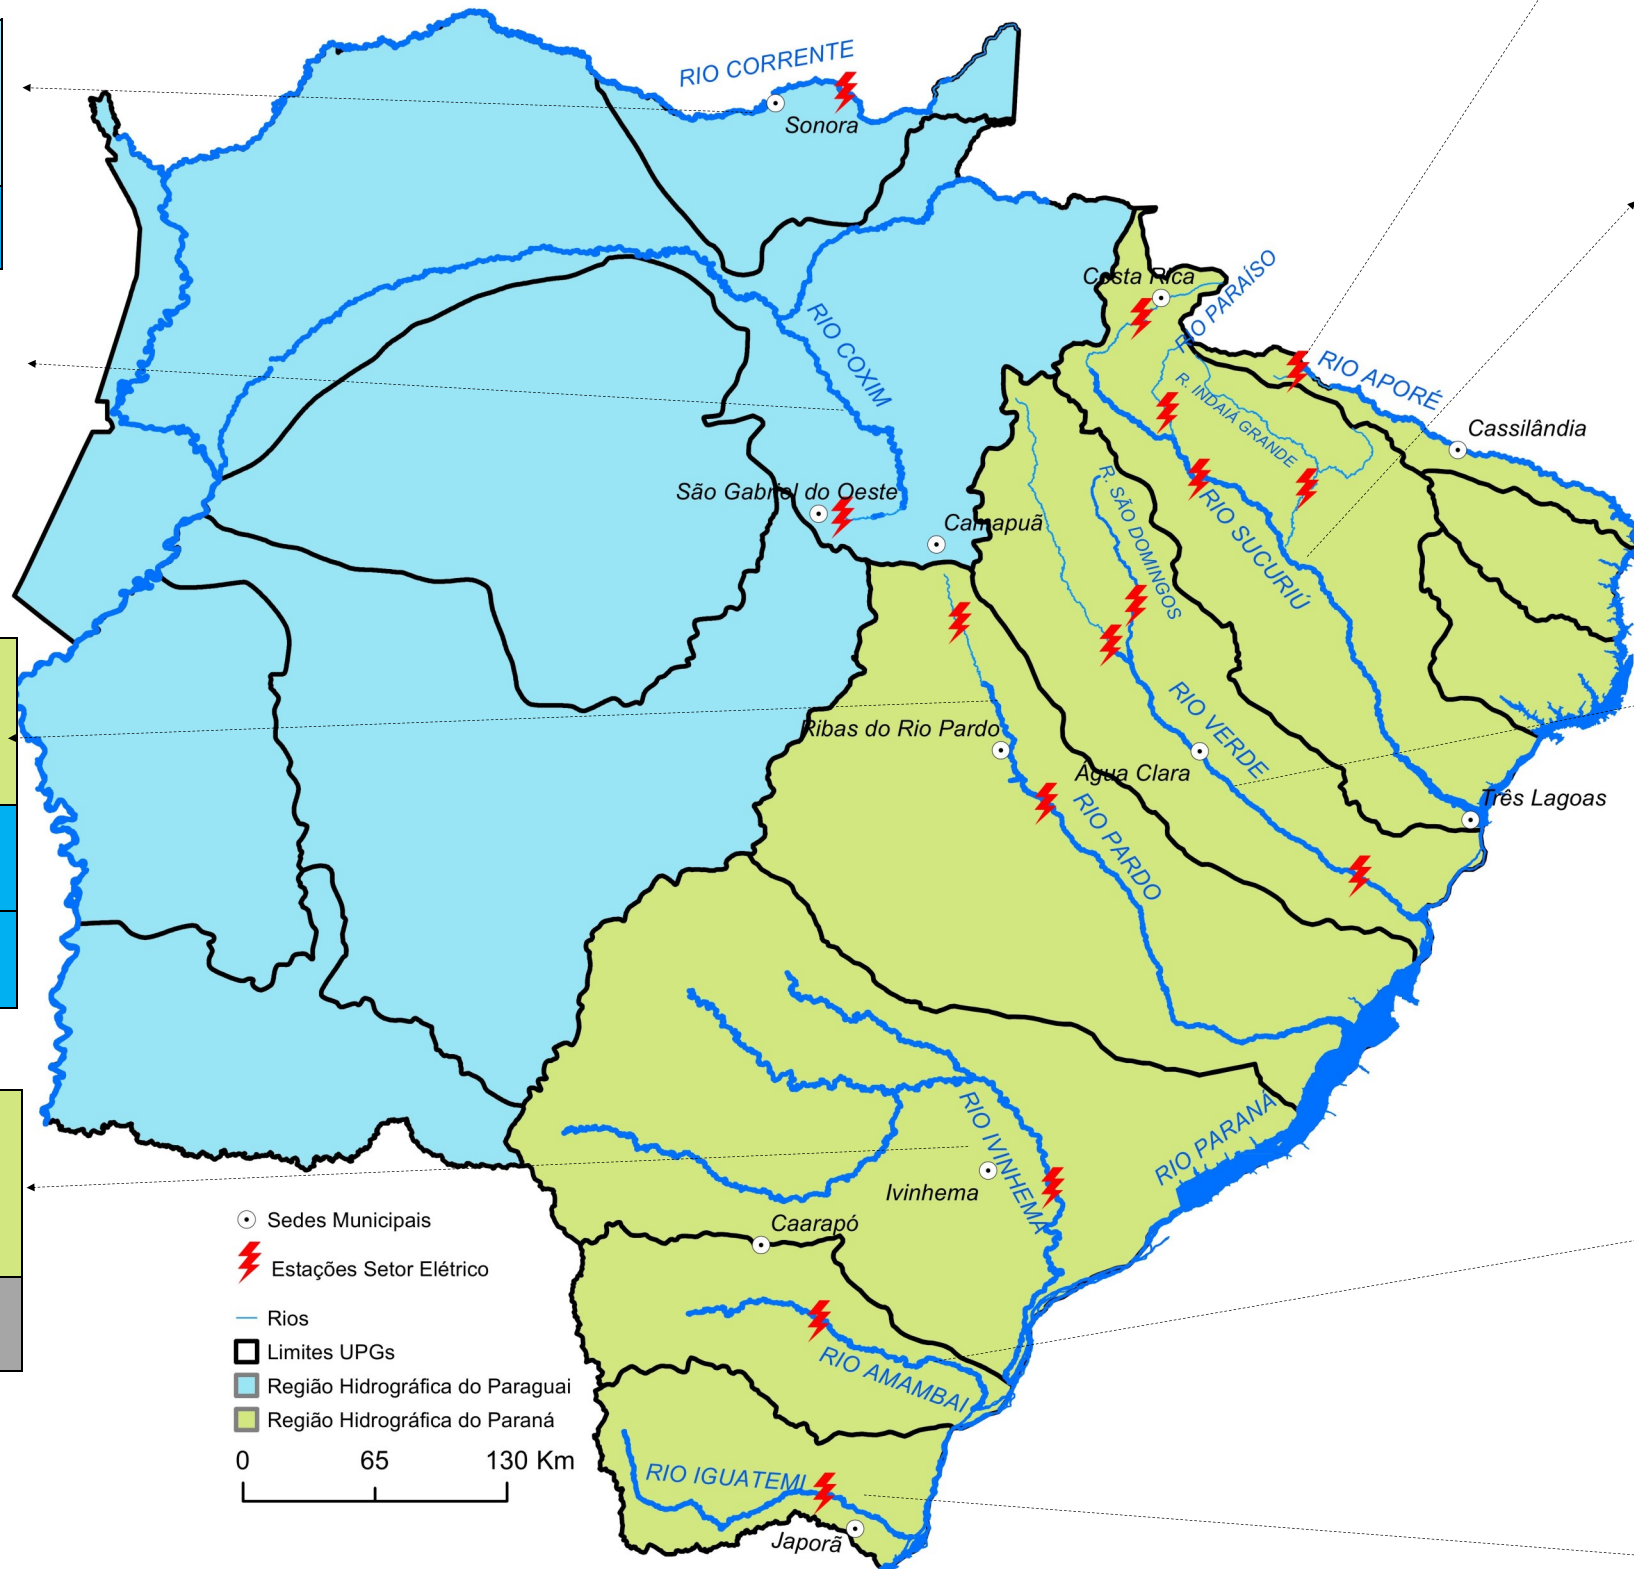 RIO CORRENTE
Sonora
Costa Rica
RIO PARAÍSO
RIO COXIM
RIO APORÉ
R. INDAIÁ GRANDE
Cassilândia
São Gabriel do Oeste
R. SÃO DOMINGOS
RIO SUCURIÚ
Camapuã
Ribas do Rio Pardo
RIO VERDE
Água Clara
Três Lagoas
RIO PARDO
RIO IVINHEMA
RIO PARANÁ
Ivinhema
Caarapó
Sedes Municipais
Estações Setor Elétrico
Rios
Limites UPGs
Região Hidrográfica do Paraguai
Região Hidrográfica do Paraná
0 65 130 Km
RIO AMAMBAI
RIO IGUATEMI
Japorã